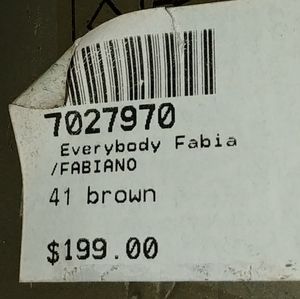 7027970
Everybody Fabia
/FABIANO
41 brown
$199.00